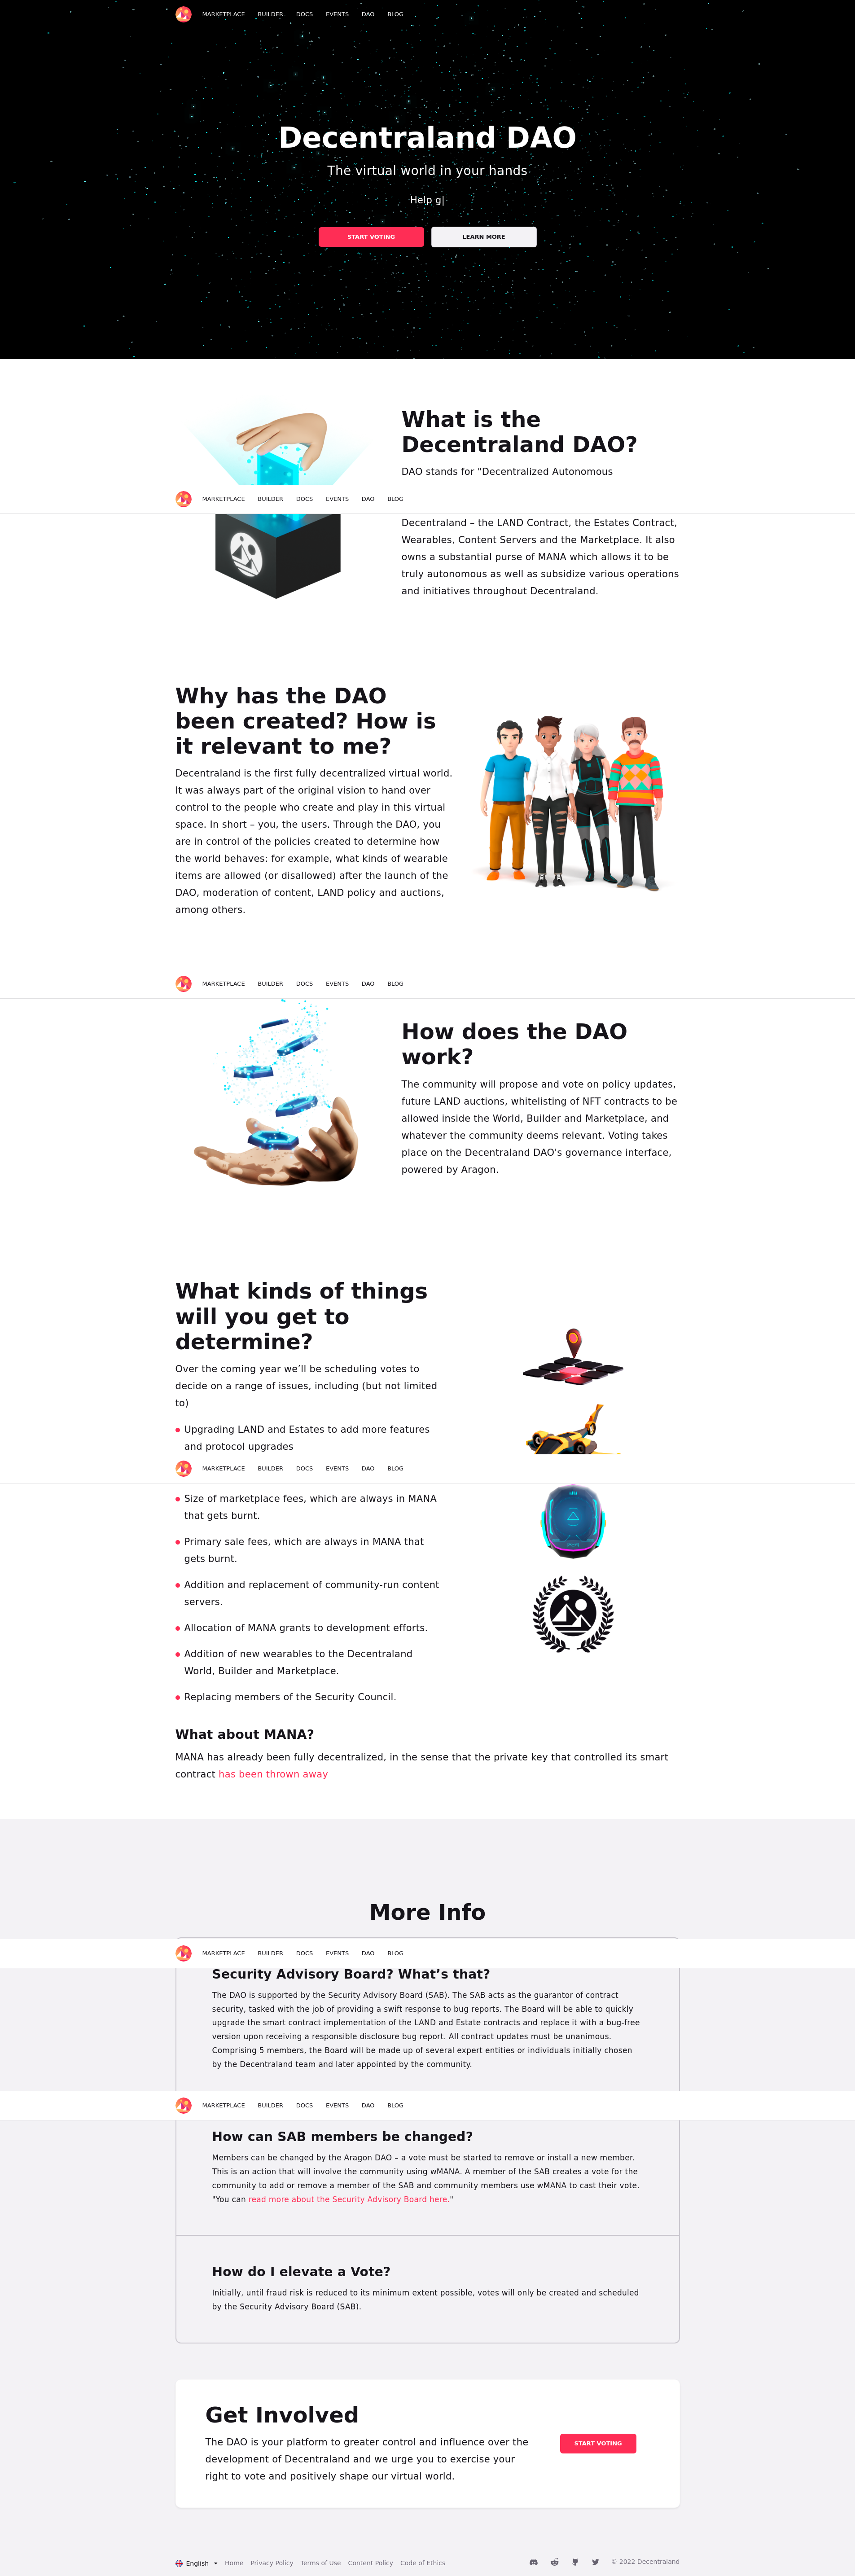 MARKETPLACE BUILDER DOCS EVENTS DAO BLOG
Decentraland DAO
The virtual world in your hands
Help g|
START VOTING LEARN MORE
What is the
Decentraland DAO?
DAO stands for "Decentralized Autonomous
MARKETPLACE BUILDER DOCS EVENTS DAO BLOG
Decentraland – the LAND Contract, the Estates Contract,
Wearables, Content Servers and the Marketplace. It also
owns a substantial purse of MANA which allows it to be
truly autonomous as well as subsidize various operations
and initiatives throughout Decentraland.
Why has the DAO
been created? How is
it relevant to me?
Decentraland is the first fully decentralized virtual world.
It was always part of the original vision to hand over
control to the people who create and play in this virtual
space. In short – you, the users. Through the DAO, you
are in control of the policies created to determine how
the world behaves: for example, what kinds of wearable
items are allowed (or disallowed) after the launch of the
DAO, moderation of content, LAND policy and auctions,
among others.
MARKETPLACE BUILDER DOCS EVENTS DAO BLOG
How does the DAO
work?
The community will propose and vote on policy updates,
future LAND auctions, whitelisting of NFT contracts to be
allowed inside the World, Builder and Marketplace, and
whatever the community deems relevant. Voting takes
place on the Decentraland DAO's governance interface,
powered by Aragon.
What kinds of things
will you get to
determine?
Over the coming year we’ll be scheduling votes to
decide on a range of issues, including (but not limited
to)
Upgrading LAND and Estates to add more features
and protocol upgrades
MARKETPLACE BUILDER DOCS EVENTS DAO BLOG
Size of marketplace fees, which are always in MANA
that gets burnt.
Primary sale fees, which are always in MANA that
gets burnt.
Addition and replacement of community-run content
servers.
Allocation of MANA grants to development efforts.
Addition of new wearables to the Decentraland
World, Builder and Marketplace.
Replacing members of the Security Council.
What about MANA?
MANA has already been fully decentralized, in the sense that the private key that controlled its smart
contract has been thrown away
More Info
MARKETPLACE BUILDER DOCS EVENTS DAO BLOG
Security Advisory Board? What’s that?
The DAO is supported by the Security Advisory Board (SAB). The SAB acts as the guarantor of contract
security, tasked with the job of providing a swift response to bug reports. The Board will be able to quickly
upgrade the smart contract implementation of the LAND and Estate contracts and replace it with a bug-free
version upon receiving a responsible disclosure bug report. All contract updates must be unanimous.
Comprising 5 members, the Board will be made up of several expert entities or individuals initially chosen
by the Decentraland team and later appointed by the community.
MARKETPLACE BUILDER DOCS EVENTS DAO BLOG
How can SAB members be changed?
Members can be changed by the Aragon DAO – a vote must be started to remove or install a new member.
This is an action that will involve the community using wMANA. A member of the SAB creates a vote for the
community to add or remove a member of the SAB and community members use wMANA to cast their vote.
"You can read more about the Security Advisory Board here."
How do I elevate a Vote?
Initially, until fraud risk is reduced to its minimum extent possible, votes will only be created and scheduled
by the Security Advisory Board (SAB).
Get Involved
The DAO is your platform to greater control and influence over the
development of Decentraland and we urge you to exercise your
right to vote and positively shape our virtual world.
START VOTING
English Home Privacy Policy Terms of Use Content Policy Code of Ethics © 2022 Decentraland